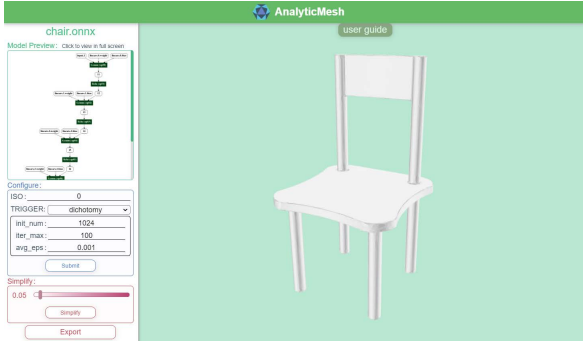 AnalyticMesh
chair.onnx
user guide
Model Preview: Click to view in full screen
Configure:
ISO: 0
TRIGGER: dichotomy
init_num: 1024
iter_max: 100
avg_eps: 0.001
Submit
Simplify:
0.05
Simplify
Export